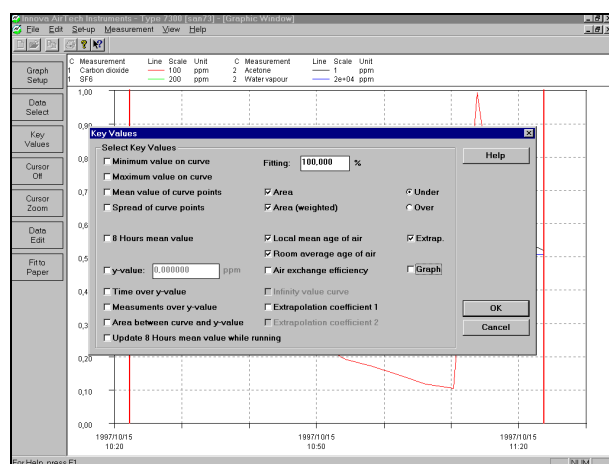 Innova AirTech Instruments - Type 7300 [san73] - [Graphic Window]
File Edit Set-up Measurement View Help
C Measurement Line Scale Unit C Measurement Line Scale Unit
1 Carbon dioxide 100 ppm 2 Acetone 1 ppm
1 SF6 200 ppm 2 Water vapour 2e+04 ppm
Graph Setup
Data Select
Key Values
Cursor Off
Cursor Zoom
Data Edit
Fit to Paper
1,00
0,9
0,8
0,7
0,6
0,5
0,4
0,3
0,20
0,10
0,00
Key Values
Select Key Values
Minimum value on curve Fitting: 100,000 % Help
Maximum value on curve
Mean value of curve points Area Under
Spread of curve points Area (weighted) Over
8 Hours mean value Local mean age of air Extrap.
Room average age of air
y-value: 0,000000 ppm Air exchange efficiency Graph
Time over y-value Infinity value curve
Measuments over y-value Extrapolation coefficient 1 OK
Area between curve and y-value Extrapolation coefficient 2 Cancel
Update 8 Hours mean value while running
1997/10/15 1997/10/15 1997/10/15
10:20 10:50 11:20
For Help, press F1 NUM